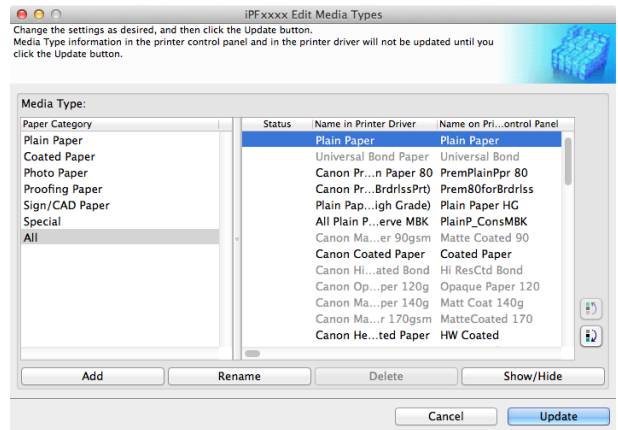 iPFxxxx Edit Media Types
Change the settings as desired, and then click the Update button.
Media Type information in the printer control panel and in the printer driver will not be updated until you
click the Update button.
Media Type:
Paper Category Status Name in Printer Driver Name on Pri...ontrol Panel
Plain Paper
Coated Paper
Photo Paper
Proofing Paper
Sign/CAD Paper
Special
All
Plain Paper Plain Paper
Universal Bond Paper Universal Bond
Canon Pr...n Paper 80 PremPlainPpr 80
Canon Pr...BrdrlssPrt) Prem80forBrdrlss
Plain Pap...igh Grade) Plain Paper HG
All Plain P...erve MBK PlainP_ConsMBK
Canon Ma...er 90gsm Matte Coated 90
Canon Coated Paper Coated Paper
Canon Hi...ated Bond Hi ResCtd Bond
Canon Op...per 120g Opaque Paper 120
Canon Ma...per 140g Matt Coat 140g
Canon Ma...r 170gsm MatteCoated 170
Canon He...ted Paper HW Coated
Add Rename Delete Show/Hide
Cancel Update